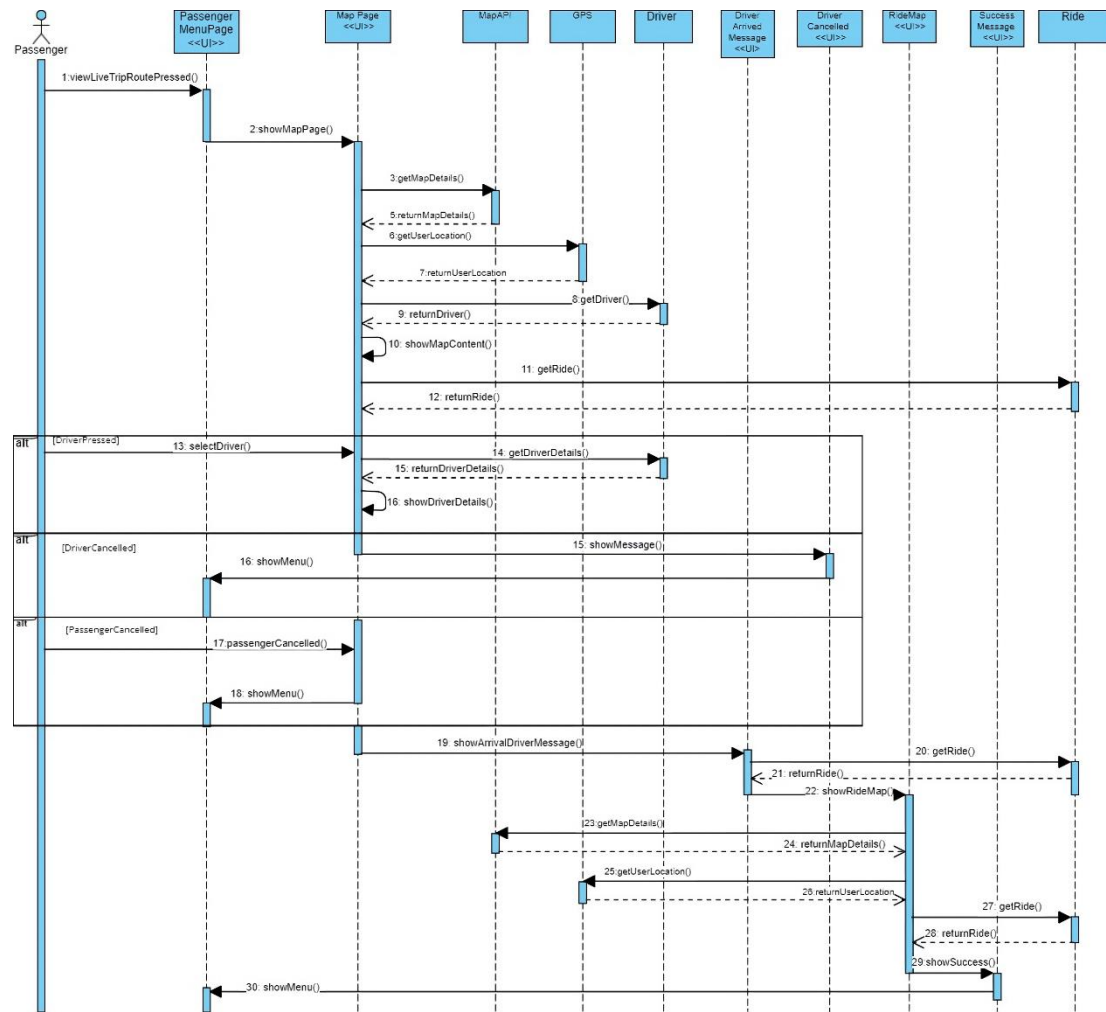 Passenger
Passenger
MenuPage
<<UI>>
Map Page
<<UI>>
MapAPI
GPS
Driver
Driver
Arrived
Message
<<UI>
Driver
Cancelled
<<UI>>
RideMap
<<UI>>
Success
Message
<<UI>>
Ride
1:viewLiveTripRoutePressed()
2:showMapPage()
3:getMapDetails()
5:returnMapDetails()
6:getUserLocation()
7:returnUserLocation
8:getDriver()
9: returnDriver()
10: showMapContent()
11: getRide()
12: returnRide()
alt
[DriverPressed]
13: selectDriver()
14: getDriverDetails()
15: returnDriverDetails()
16: showDriverDetails()
alt
[DriverCancelled]
15: showMessage()
16: showMenu()
alt
[PassengerCancelled]
17:passengerCancelled()
18: showMenu()
19: showArrivalDriverMessage()
20: getRide()
21: returnRide()
22: showRideMap()
23:getMapDetails()
24: returnMapDetails()
25:getUserLocation()
26:returnUserLocation
27: getRide()
28: returnRide()
29:showSuccess()
30: showMenu()